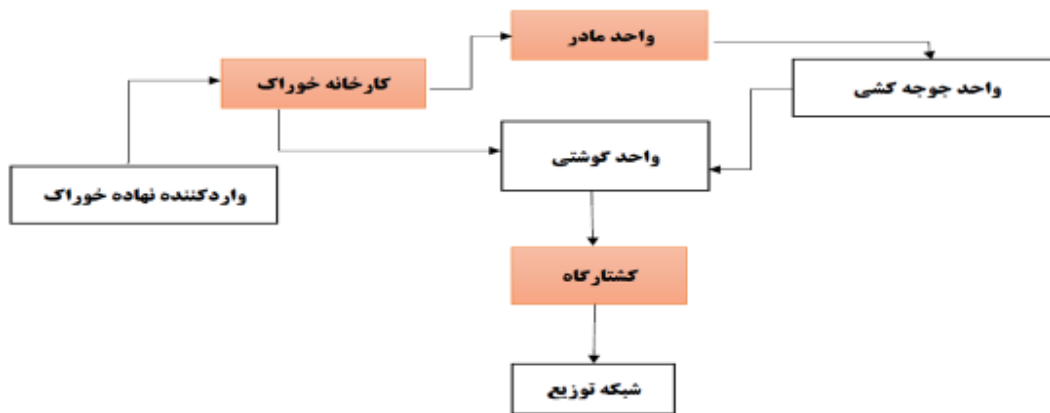 واحد مادر
کارخانه خوراک
واحد جوجه کشی
واحد گوشتی
واردکننده نهاده خوراک
کشتارگاه
شبکه توزیع